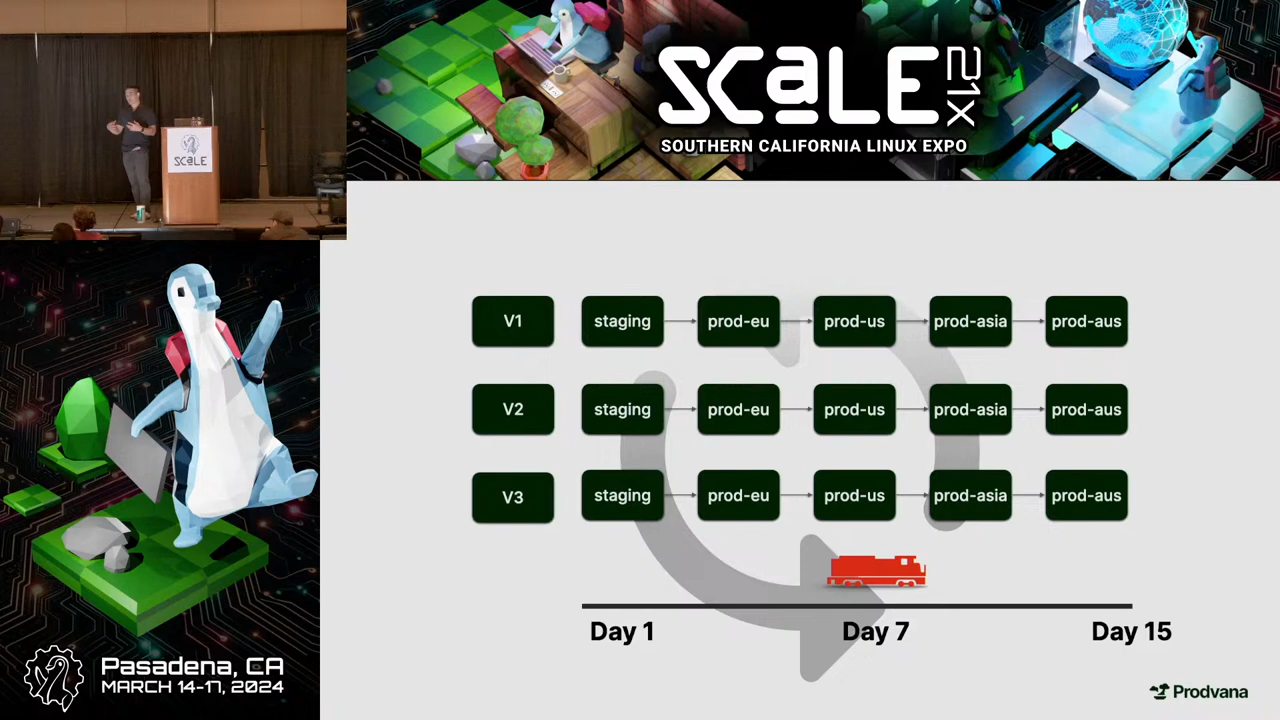 SCALE
SCaLE 21X
SOUTHERN CALIFORNIA LINUX EXPO
V1 staging prod-eu prod-us prod-asia prod-aus
V2 staging prod-eu prod-us prod-asia prod-aus
V3 staging prod-eu prod-us prod-asia prod-aus
Day 1 Day 7 Day 15
Prodvana
Pasadena, CA
MARCH 14-17, 2024